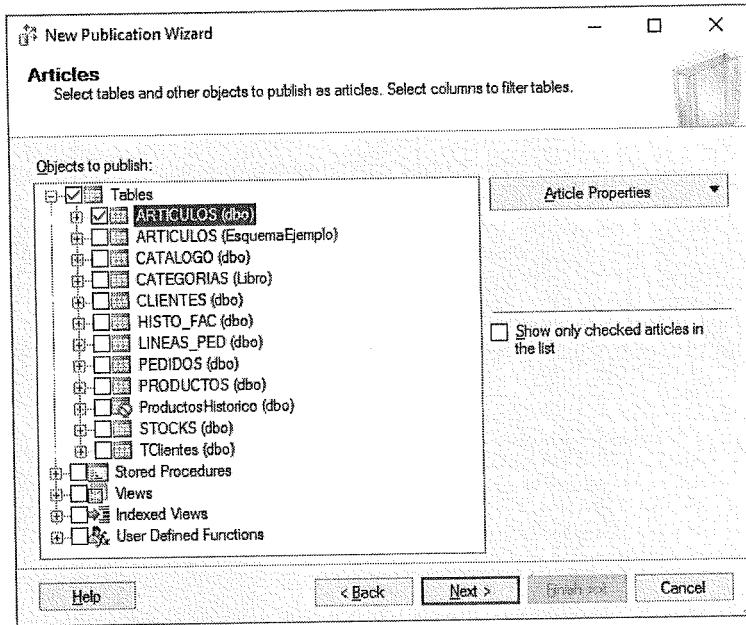 New Publication Wizard
Articles
Select tables and other objects to publish as articles. Select columns to filter tables.
Objects to publish:
Tables
ARTICULOS (dbo)
ARTICULOS (EsquemaEjemplo)
CATALOGO (dbo)
CATEGORIAS (Libro)
CLIENTES (dbo)
HISTO_FAC (dbo)
LINEAS_PED (dbo)
PEDIDOS (dbo)
PRODUCTOS (dbo)
ProductosHistorico (dbo)
STOCKS (dbo)
TClientes (dbo)
Stored Procedures
Views
Indexed Views
User Defined Functions
Article Properties
Show only checked articles in
the list
Help
< Back
Next >
Finish >>|
Cancel